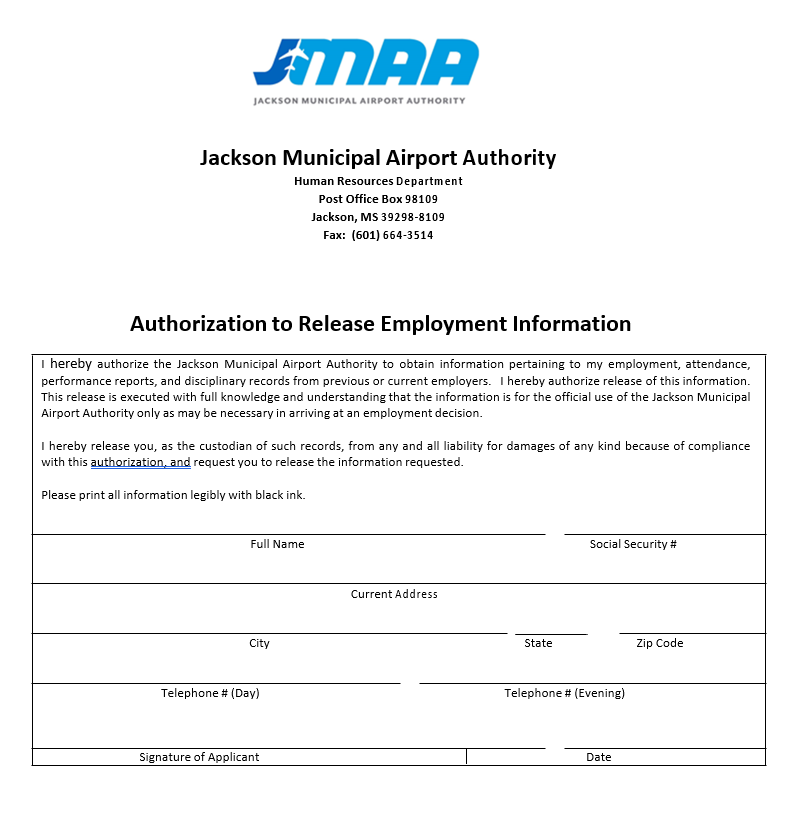 JMAA
JACKSON MUNICIPAL AIRPORT AUTHORITY
Jackson Municipal Airport Authority
Human Resources Department
Post Office Box 98109
Jackson, MS 39298-8109
Fax: (601) 664-3514
Authorization to Release Employment Information
I hereby authorize the Jackson Municipal Airport Authority to obtain information pertaining to my employment, attendance,
performance reports, and disciplinary records from previous or current employers. I hereby authorize release of this information.
This release is executed with full knowledge and understanding that the information is for the official use of the Jackson Municipal
Airport Authority only as may be necessary in arriving at an employment decision.
I hereby release you, as the custodian of such records, from any and all liability for damages of any kind because of compliance
with this authorization, and request you to release the information requested.
Please print all information legibly with black ink.
Full Name Social Security #
Current Address
City State Zip Code
Telephone # (Day) Telephone # (Evening)
Signature of Applicant Date